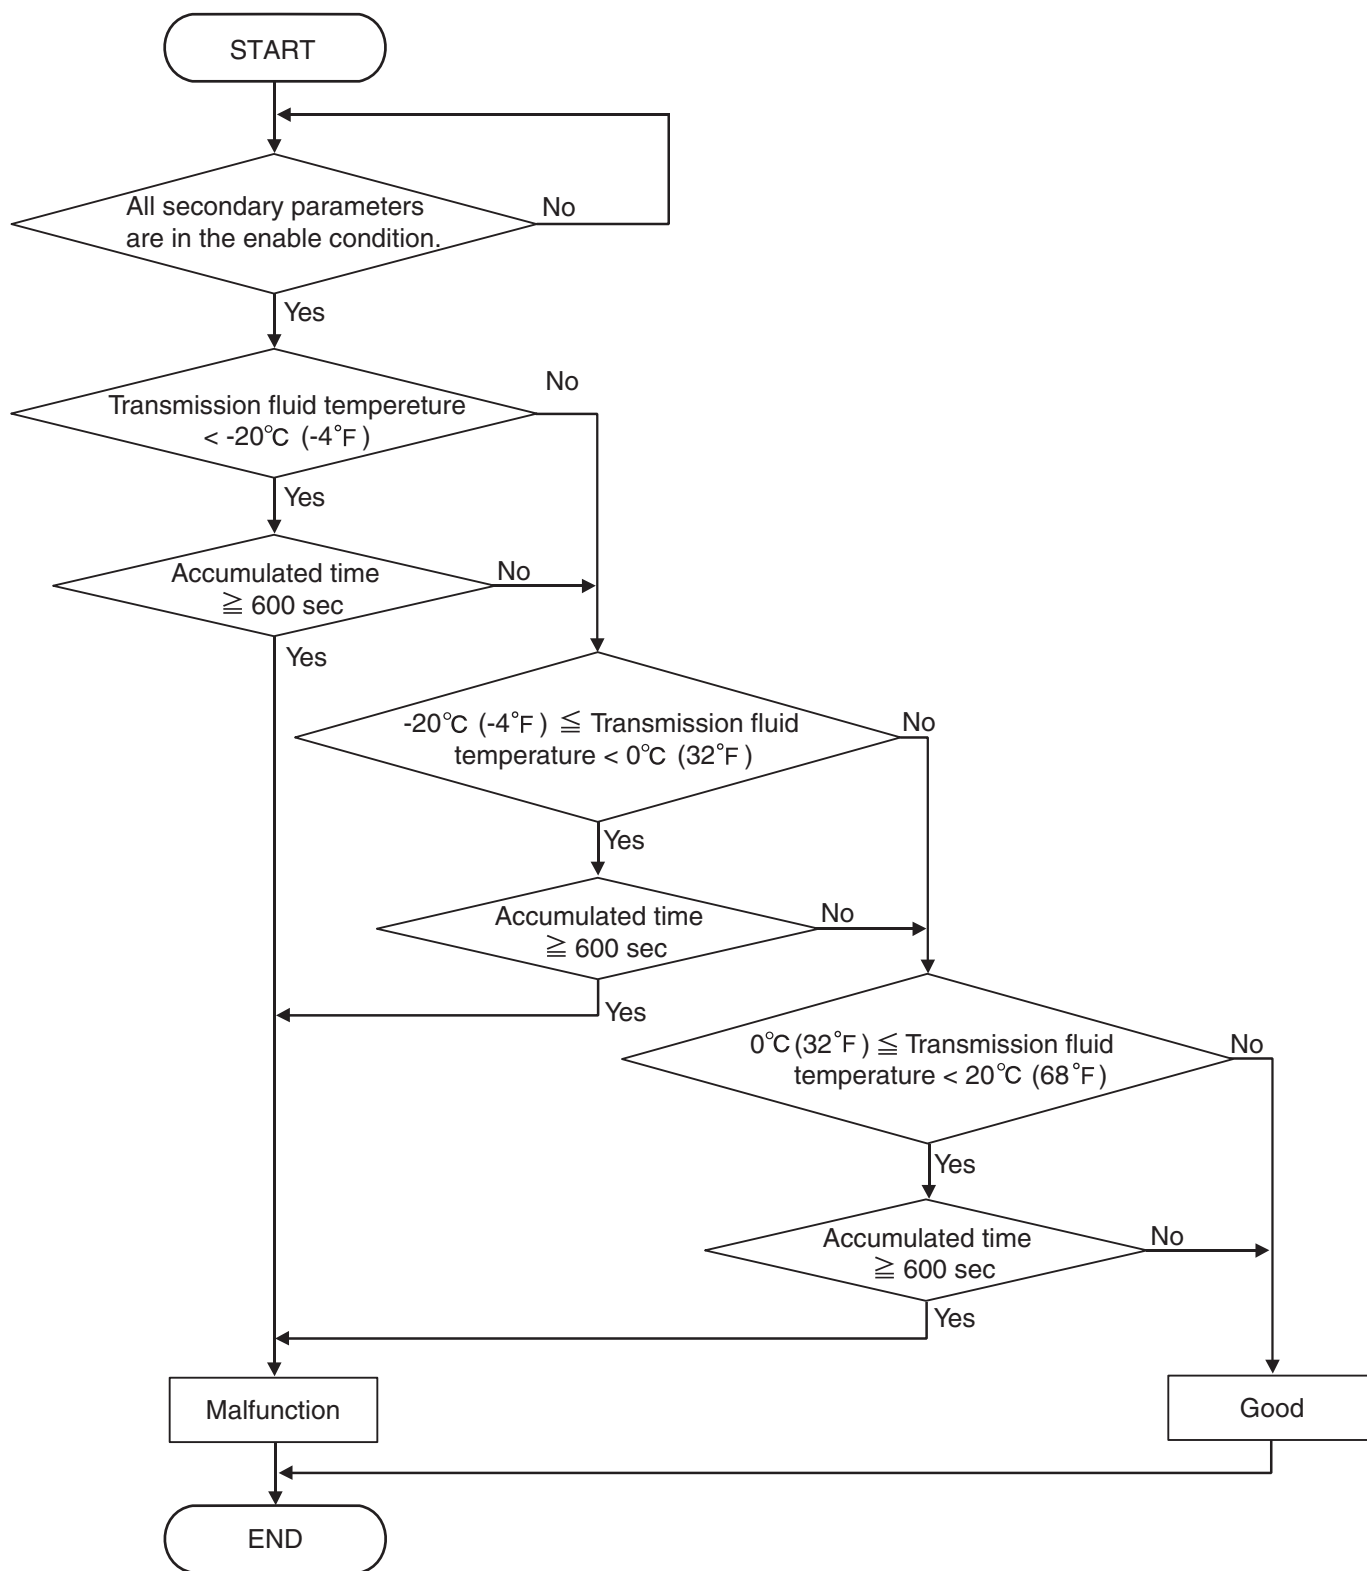 START
All secondary parameters
are in the enable condition.
No
Yes
Transmission fluid tempereture
< -20°C (-4°F)
No
Yes
Accumulated time
≧ 600 sec
No
Yes
-20°C (-4°F) ≦ Transmission fluid
temperature < 0°C (32°F)
No
Yes
Accumulated time
≧ 600 sec
No
Yes
0°C (32°F) ≦ Transmission fluid
temperature < 20°C (68°F)
No
Yes
Accumulated time
≧ 600 sec
No
Yes
Malfunction
Good
END